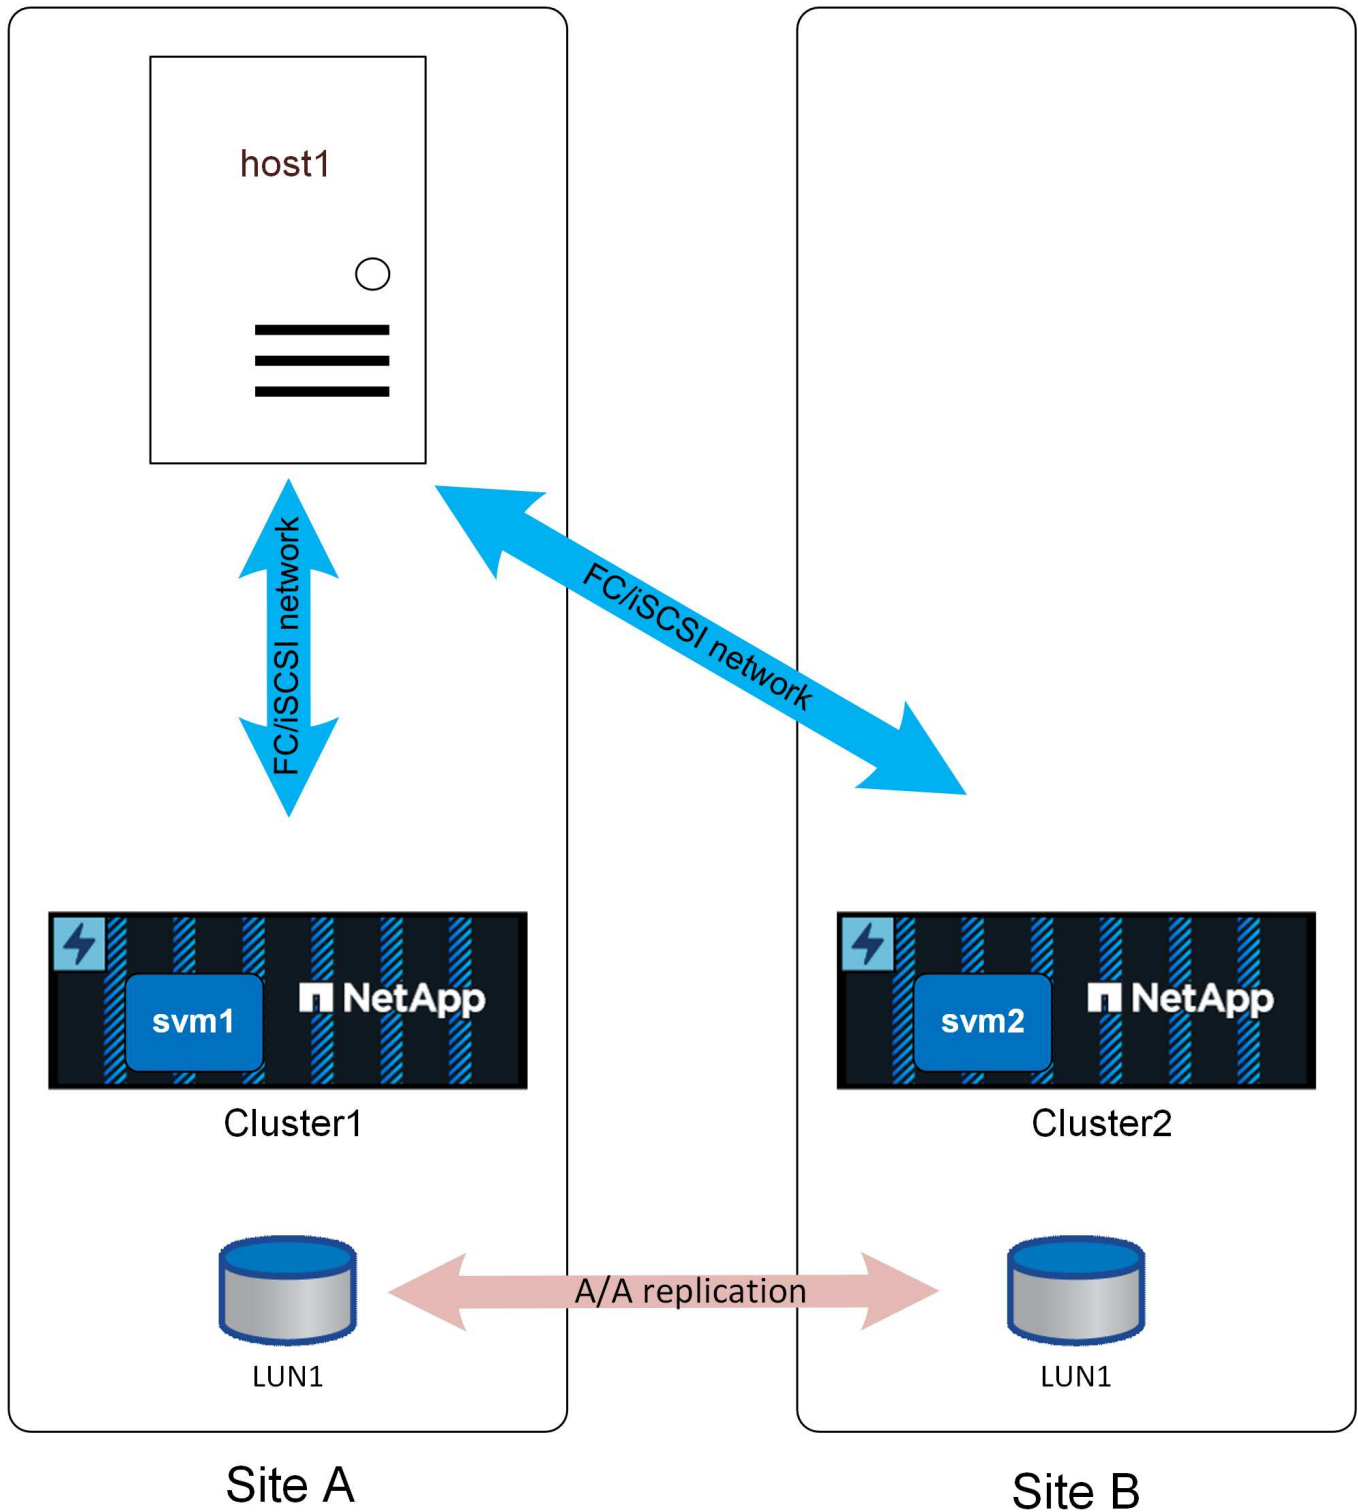 host1
FC/iSCSI network
FC/iSCSI network
svm1
NetApp
svm2
NetApp
Cluster1
Cluster2
A/A replication
LUN1
LUN1
Site A
Site B